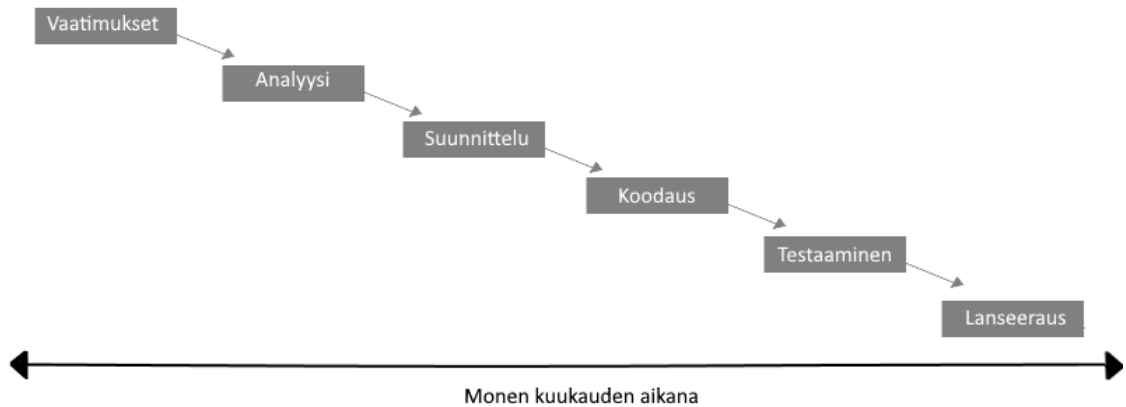 Vaatimukset
Analyysi
Suunnittelu
Koodaus
Testaaminen
Lanseeraus
Monen kuukauden aikana